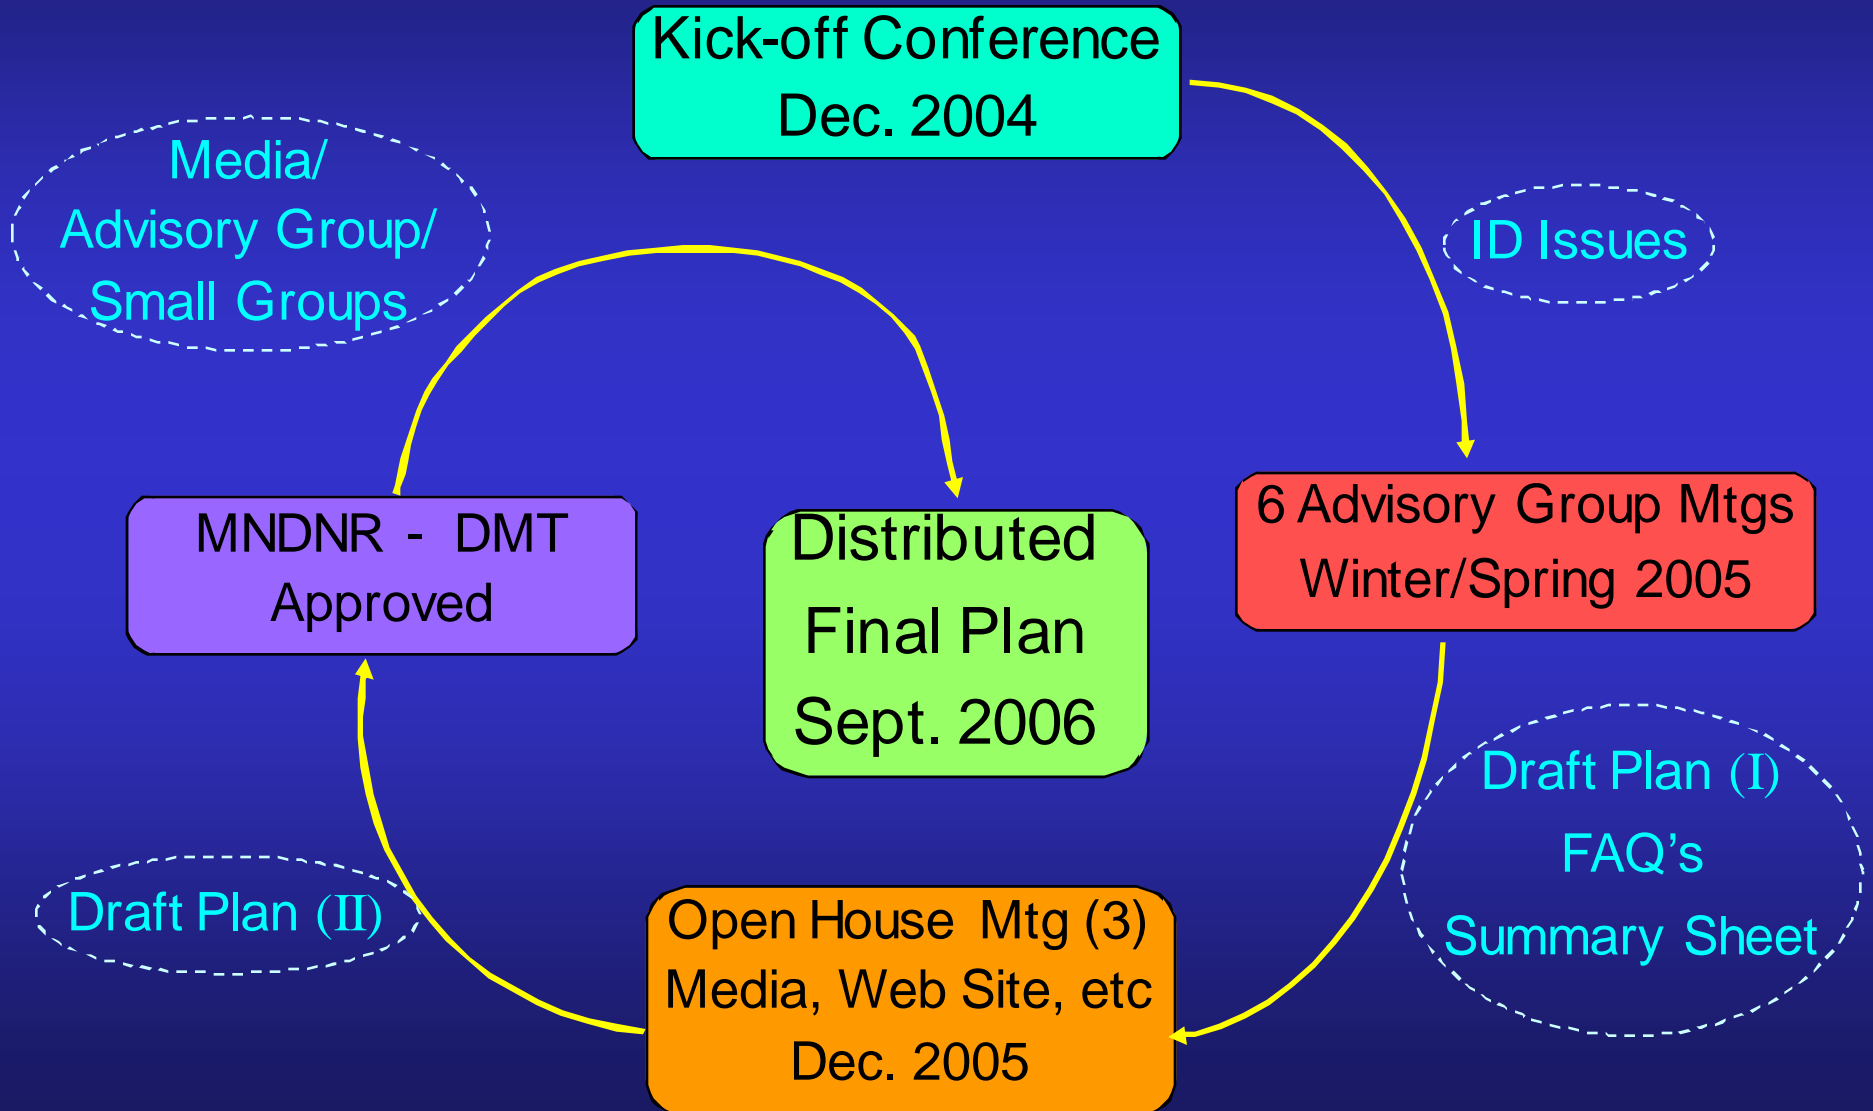 Kick-off Conference
Dec. 2004
Media/
Advisory Group/
Small Groups
ID Issues
6 Advisory Group Mtgs
Winter/Spring 2005
MNDNR - DMT
Approved
Distributed
Final Plan
Sept. 2006
Draft Plan (I)
FAQ's
Summary Sheet
Draft Plan (II)
Open House Mtg (3)
Media, Web Site, etc
Dec. 2005